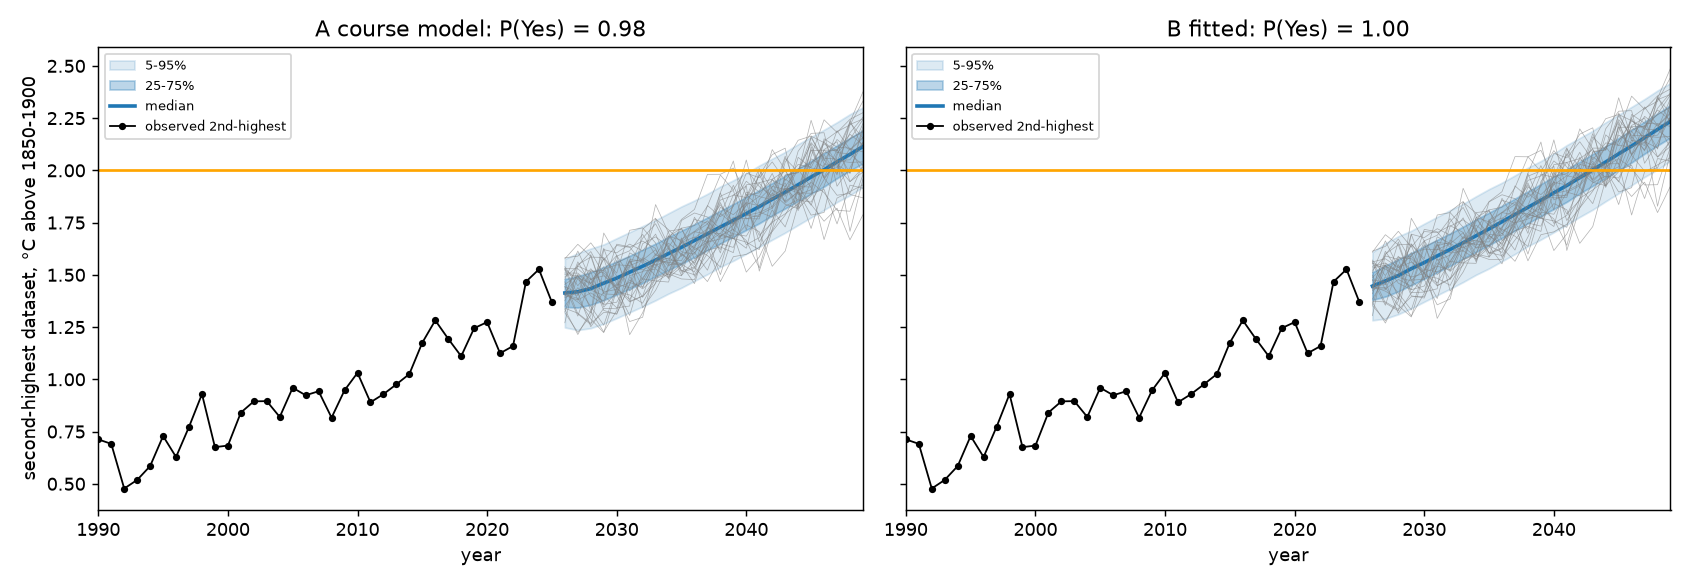 A course model: P(Yes) = 0.98
second-highest dataset, °C above 1850-1900
5-95%
25-75%
median
observed 2nd-highest
2.50
2.25
2.00
1.75
1.50
1.25
1.00
0.75
0.50
1990
2000
2010
2020
2030
2040
year
B fitted: P(Yes) = 1.00
5-95%
25-75%
median
observed 2nd-highest
1990
2000
2010
2020
2030
2040
year